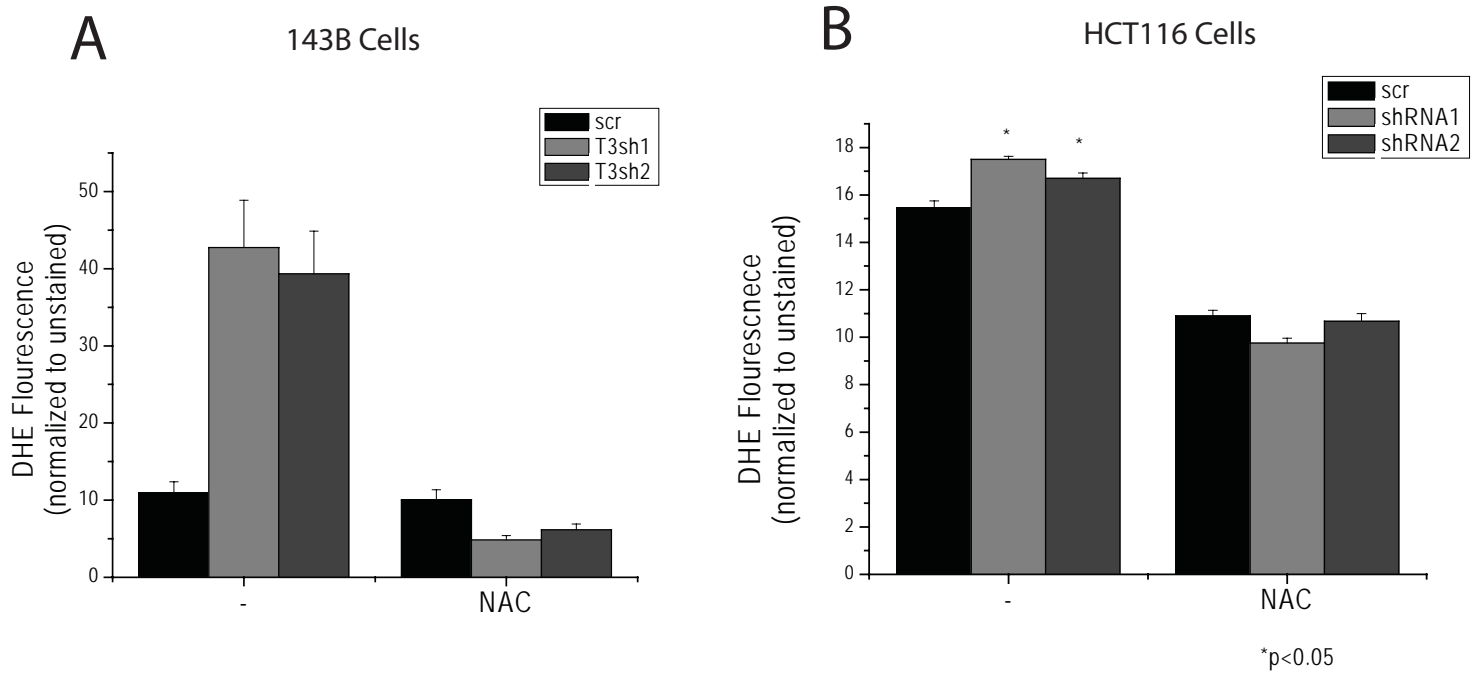 A
143B Cells
scr
T3sh1
T3sh2
DHE Flourescence
(normalized to unstained)
50
40
30
20
10
0
-
NAC
B
HCT116 Cells
scr
shRNA1
shRNA2
DHE Flourescnece
(normalized to unstained)
18
16
14
12
10
8
6
4
2
0
*
*
-
NAC
*p<0.05